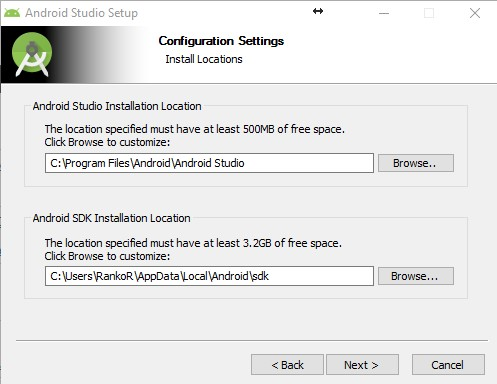 Android Studio Setup
Configuration Settings
Install Locations
Android Studio Installation Location
The location specified must have at least 500MB of free space.
Click Browse to customize:
C:\Program Files\Android\Android Studio
Browse..
Android SDK Installation Location
The location specified must have at least 3.2GB of free space.
Click Browse to customize:
C:\Users\RankoR\AppData\Local\Android\sdk
Browse...
< Back
Next >
Cancel